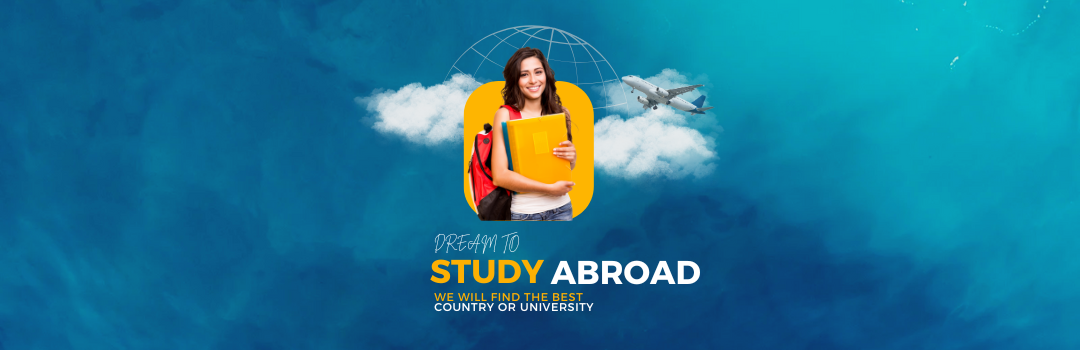 DREAM TO
STUDY ABROAD
WE WILL FIND THE BEST
COUNTRY OR UNIVERSITY